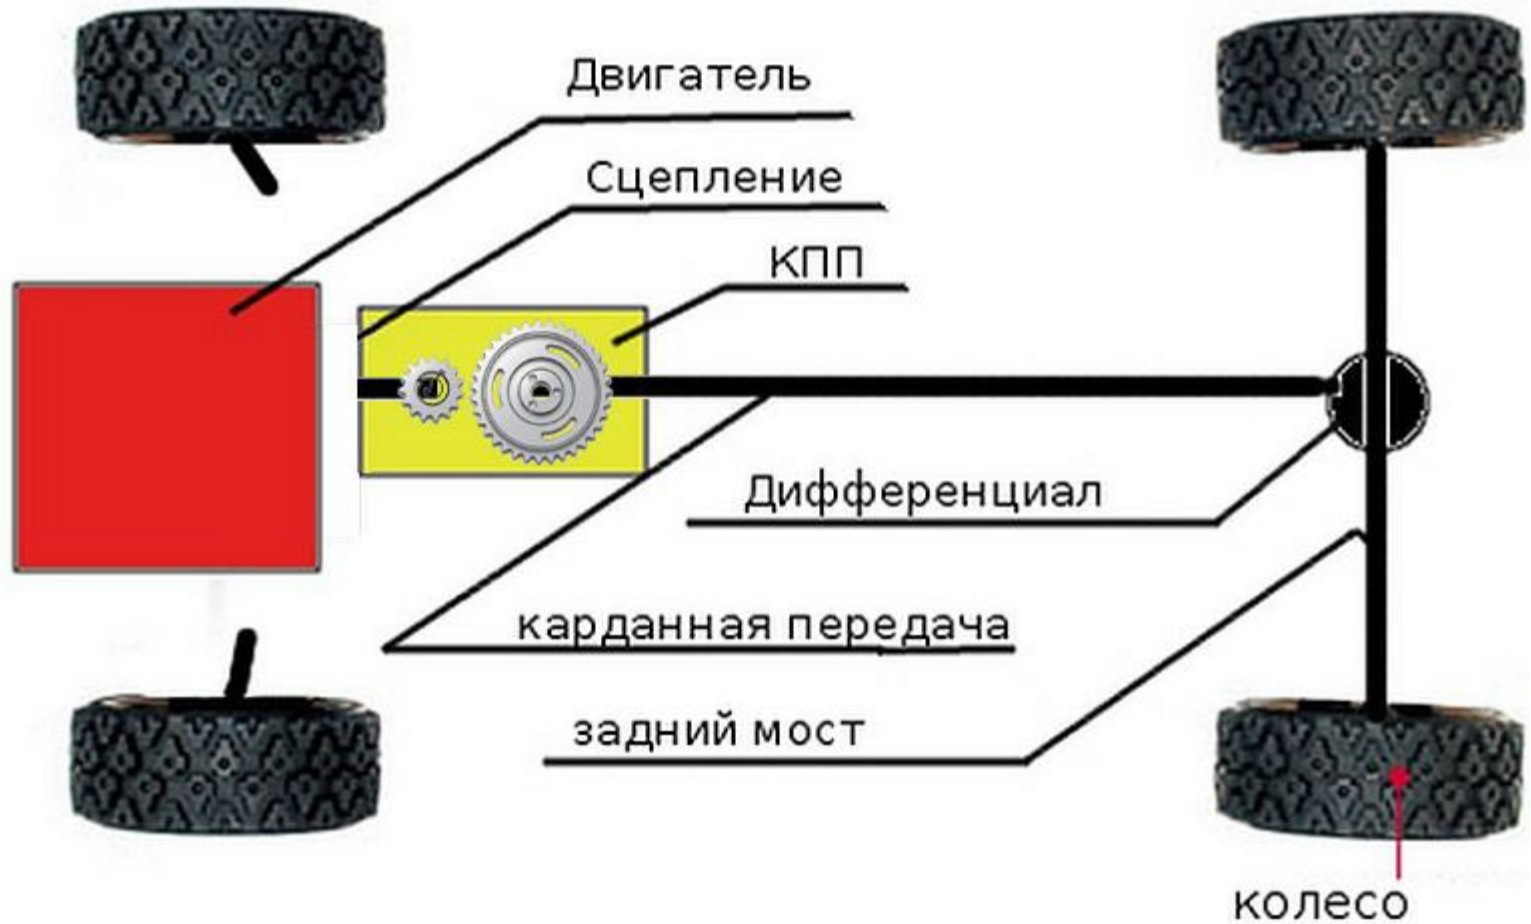 Двигатель
Сцепление
КПП
Дифференциал
карданная передача
задний мост
колесо